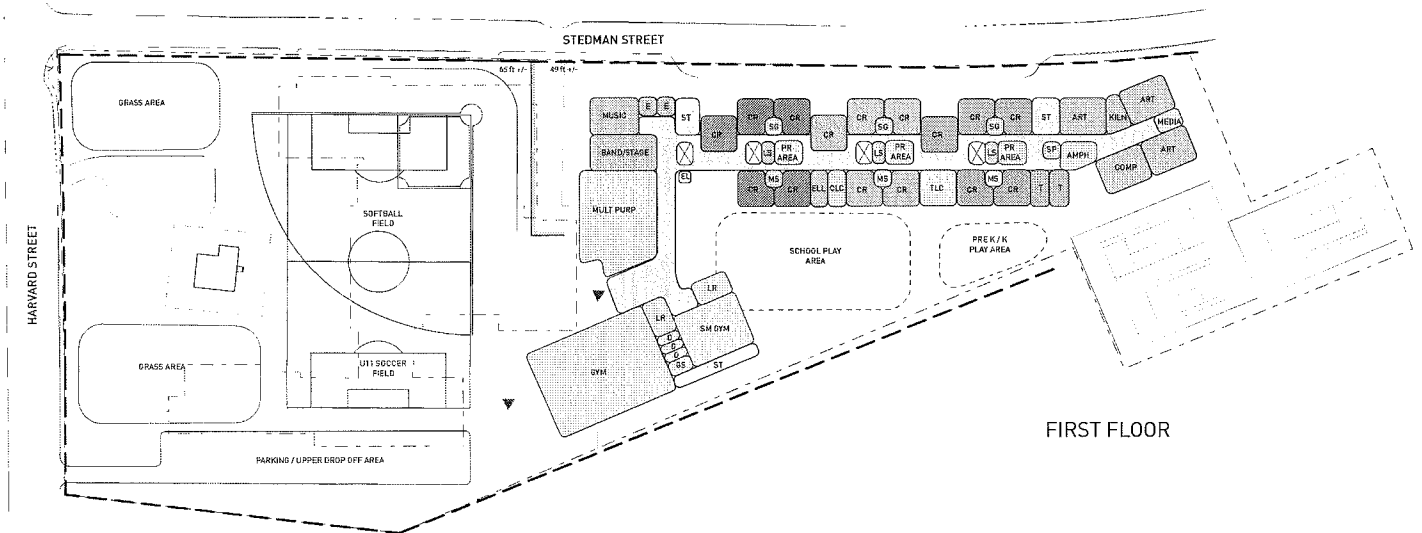 STEDMAN STREET
65 ft +/-
49 ft +/-
GRASS AREA
MUSIC
E
E
ST
CR
CR
CR
SG
CR
CR
CR
SG
CR
CR
CR
SG
ST
ART
KILN
ART
MEDIA
BAND/STAGE
LS
PR
AREA
LS
PR
AREA
LS
PR
AREA
SP
AMPH
COMP
ART
EL
MULT PURP
CR
MS
CR
ELL
CLC
CR
MS
CR
TLC
CR
MS
CR
T
T
SOFTBALL
FIELD
SCHOOL PLAY
AREA
PRE K / K
PLAY AREA
HARVARD STREET
LR
LR
SM GYM
O
O
O
GS
ST
GYM
GRASS AREA
U11 SOCCER
FIELD
FIRST FLOOR
PARKING / UPPER DROP OFF AREA